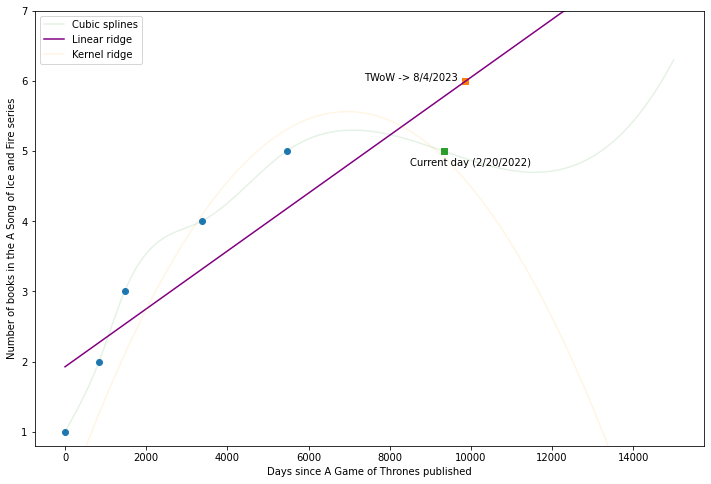 Cubic splines
Linear ridge
Kernel ridge
TWoW -> 8/4/2023
Current day (2/20/2022)
7
6
5
4
3
2
1
Number of books in the A Song of Ice and Fire series
0
2000
4000
6000
8000
10000
12000
14000
Days since A Game of Thrones published